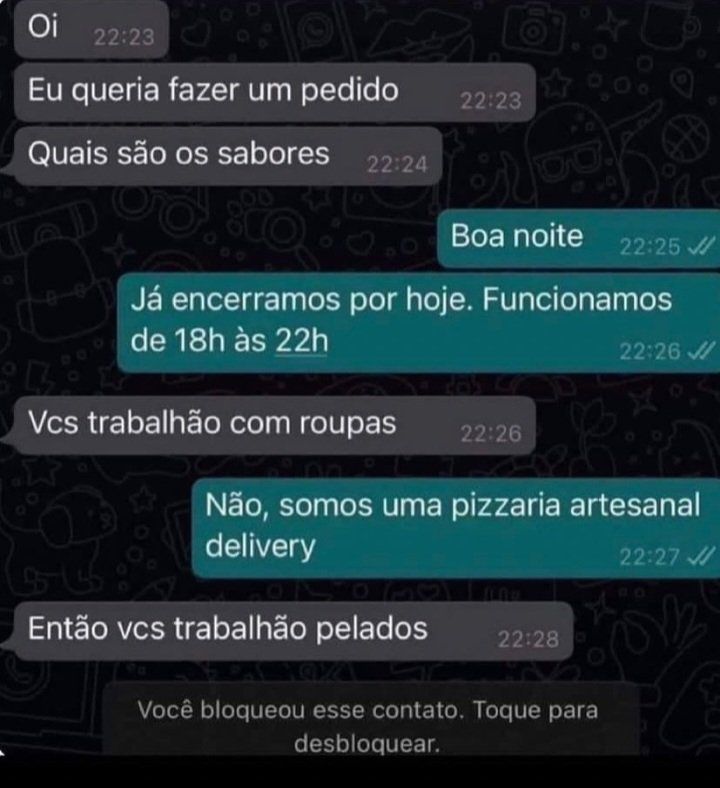 Oi 22:23
Eu queria fazer um pedido 22:23
Quais são os sabores 22:24
Boa noite 22:25
Já encerramos por hoje. Funcionamos
de 18h às 22h 22:26
Vcs trabalhão com roupas 22:26
Não, somos uma pizzaria artesanal
delivery 22:27
Então vcs trabalhão pelados 22:28
Você bloqueou esse contato. Toque para
desbloquear.